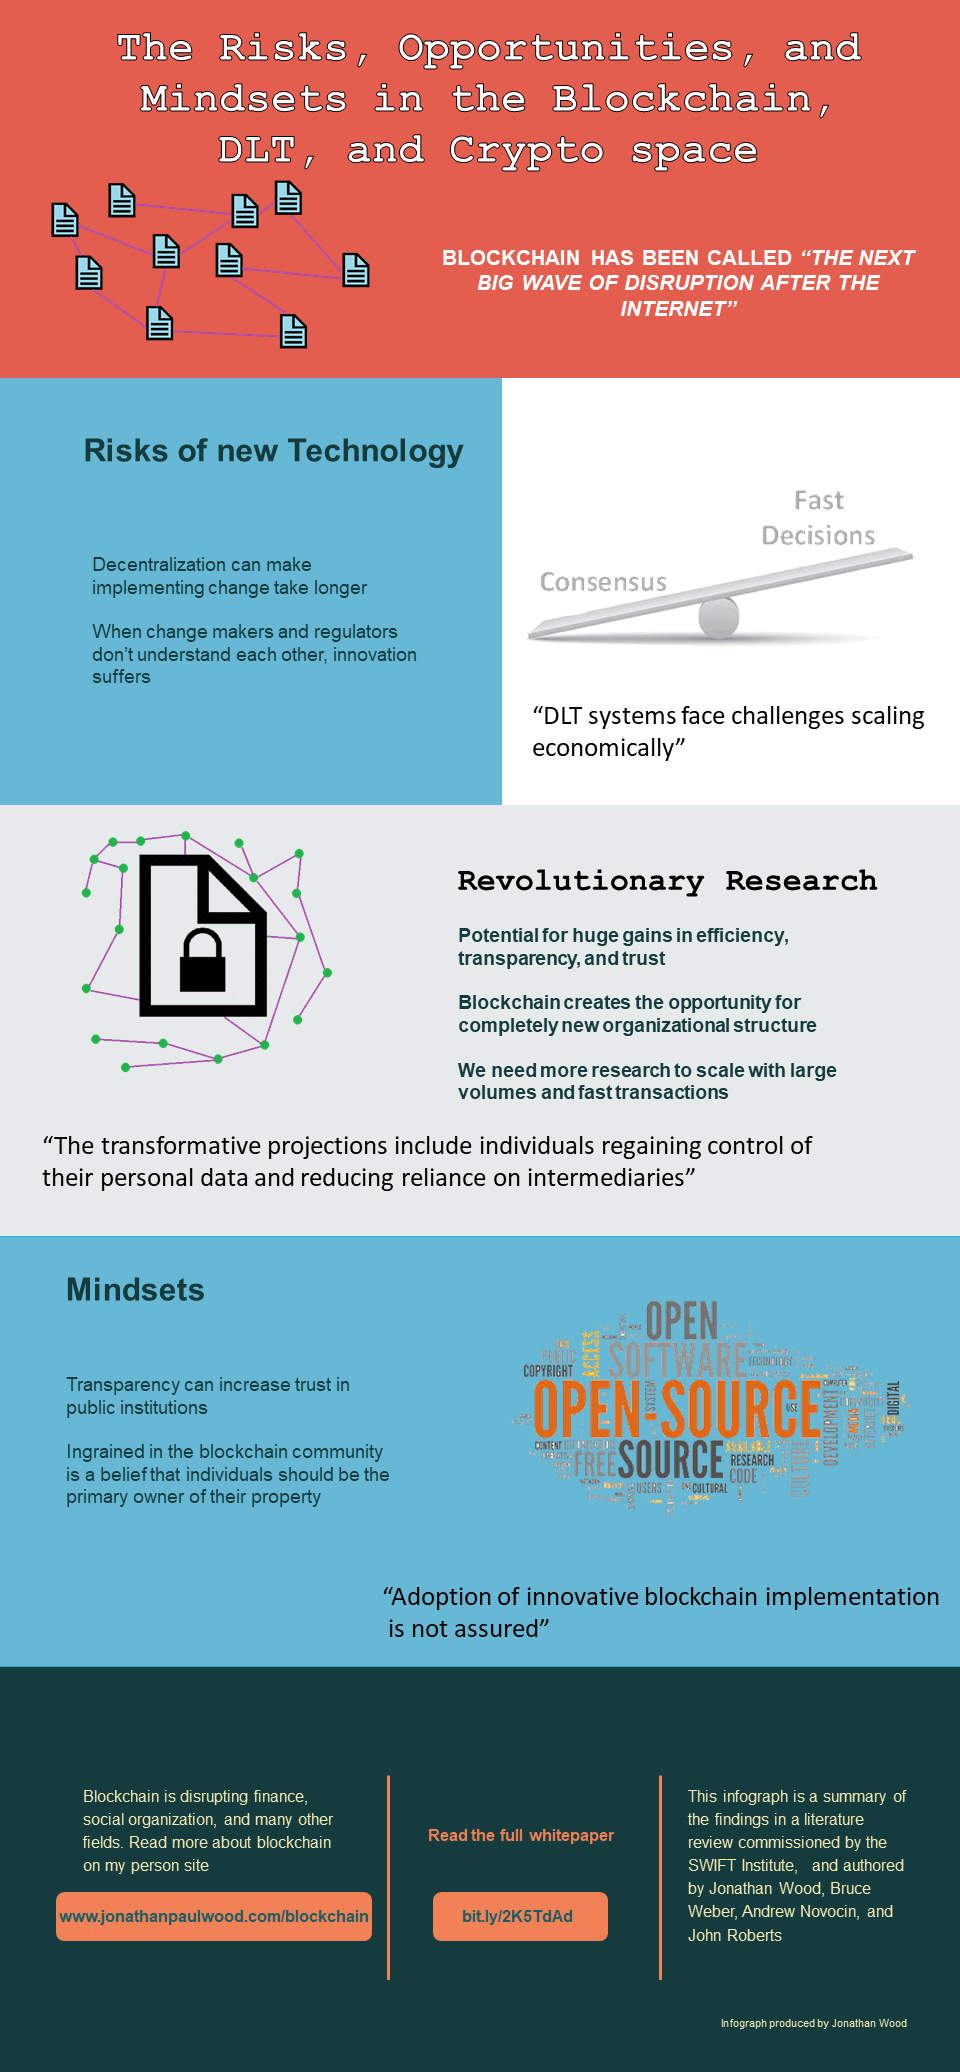 The Risks, Opportunities, and
Mindsets in the Blockchain,
DLT, and Crypto space
BLOCKCHAIN HAS BEEN CALLED “THE NEXT
BIG WAVE OF DISRUPTION AFTER THE
INTERNET”
Risks of new Technology
Decentralization can make
implementing change take longer
When change makers and regulators
don’t understand each other, innovation
suffers
Fast
Decisions
Consensus
“DLT systems face challenges scaling
economically”
Revolutionary Research
Potential for huge gains in efficiency,
transparency, and trust
Blockchain creates the opportunity for
completely new organizational structure
We need more research to scale with large
volumes and fast transactions
“The transformative projections include individuals regaining control of
their personal data and reducing reliance on intermediaries”
Mindsets
Transparency can increase trust in
public institutions
Ingrained in the blockchain community
is a belief that individuals should be the
primary owner of their property
OPEN
PUBLIC
ACCESS
SOFTWARE
TECHNOLOGY
COPYRIGHT
OPEN-SOURCE
SYSTEM
USE
COMPUTER
DEVELOPMENT
MEDIA
INTERNET
DIGITAL
SYSTEMS
CONTENT
FREE
SOURCE
AVAILABLE
RESEARCH
CODE
CULTURE
USERS
CULTURAL
“Adoption of innovative blockchain implementation
is not assured”
Blockchain is disrupting finance,
social organization, and many other
fields. Read more about blockchain
on my person site
www.jonathanpaulwood.com/blockchain
Read the full whitepaper
bit.ly/2K5TdAd
This infograph is a summary of
the findings in a literature
review commissioned by the
SWIFT Institute, and authored
by Jonathan Wood, Bruce
Weber, Andrew Novocin, and
John Roberts
Infograph produced by Jonathan Wood